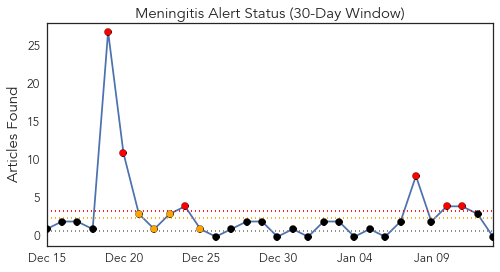 Meningitis Alert Status (30-Day Window)
Articles Found
25
20
15
10
5
0
Dec 15
Dec 20
Dec 25
Dec 30
Jan 04
Jan 09